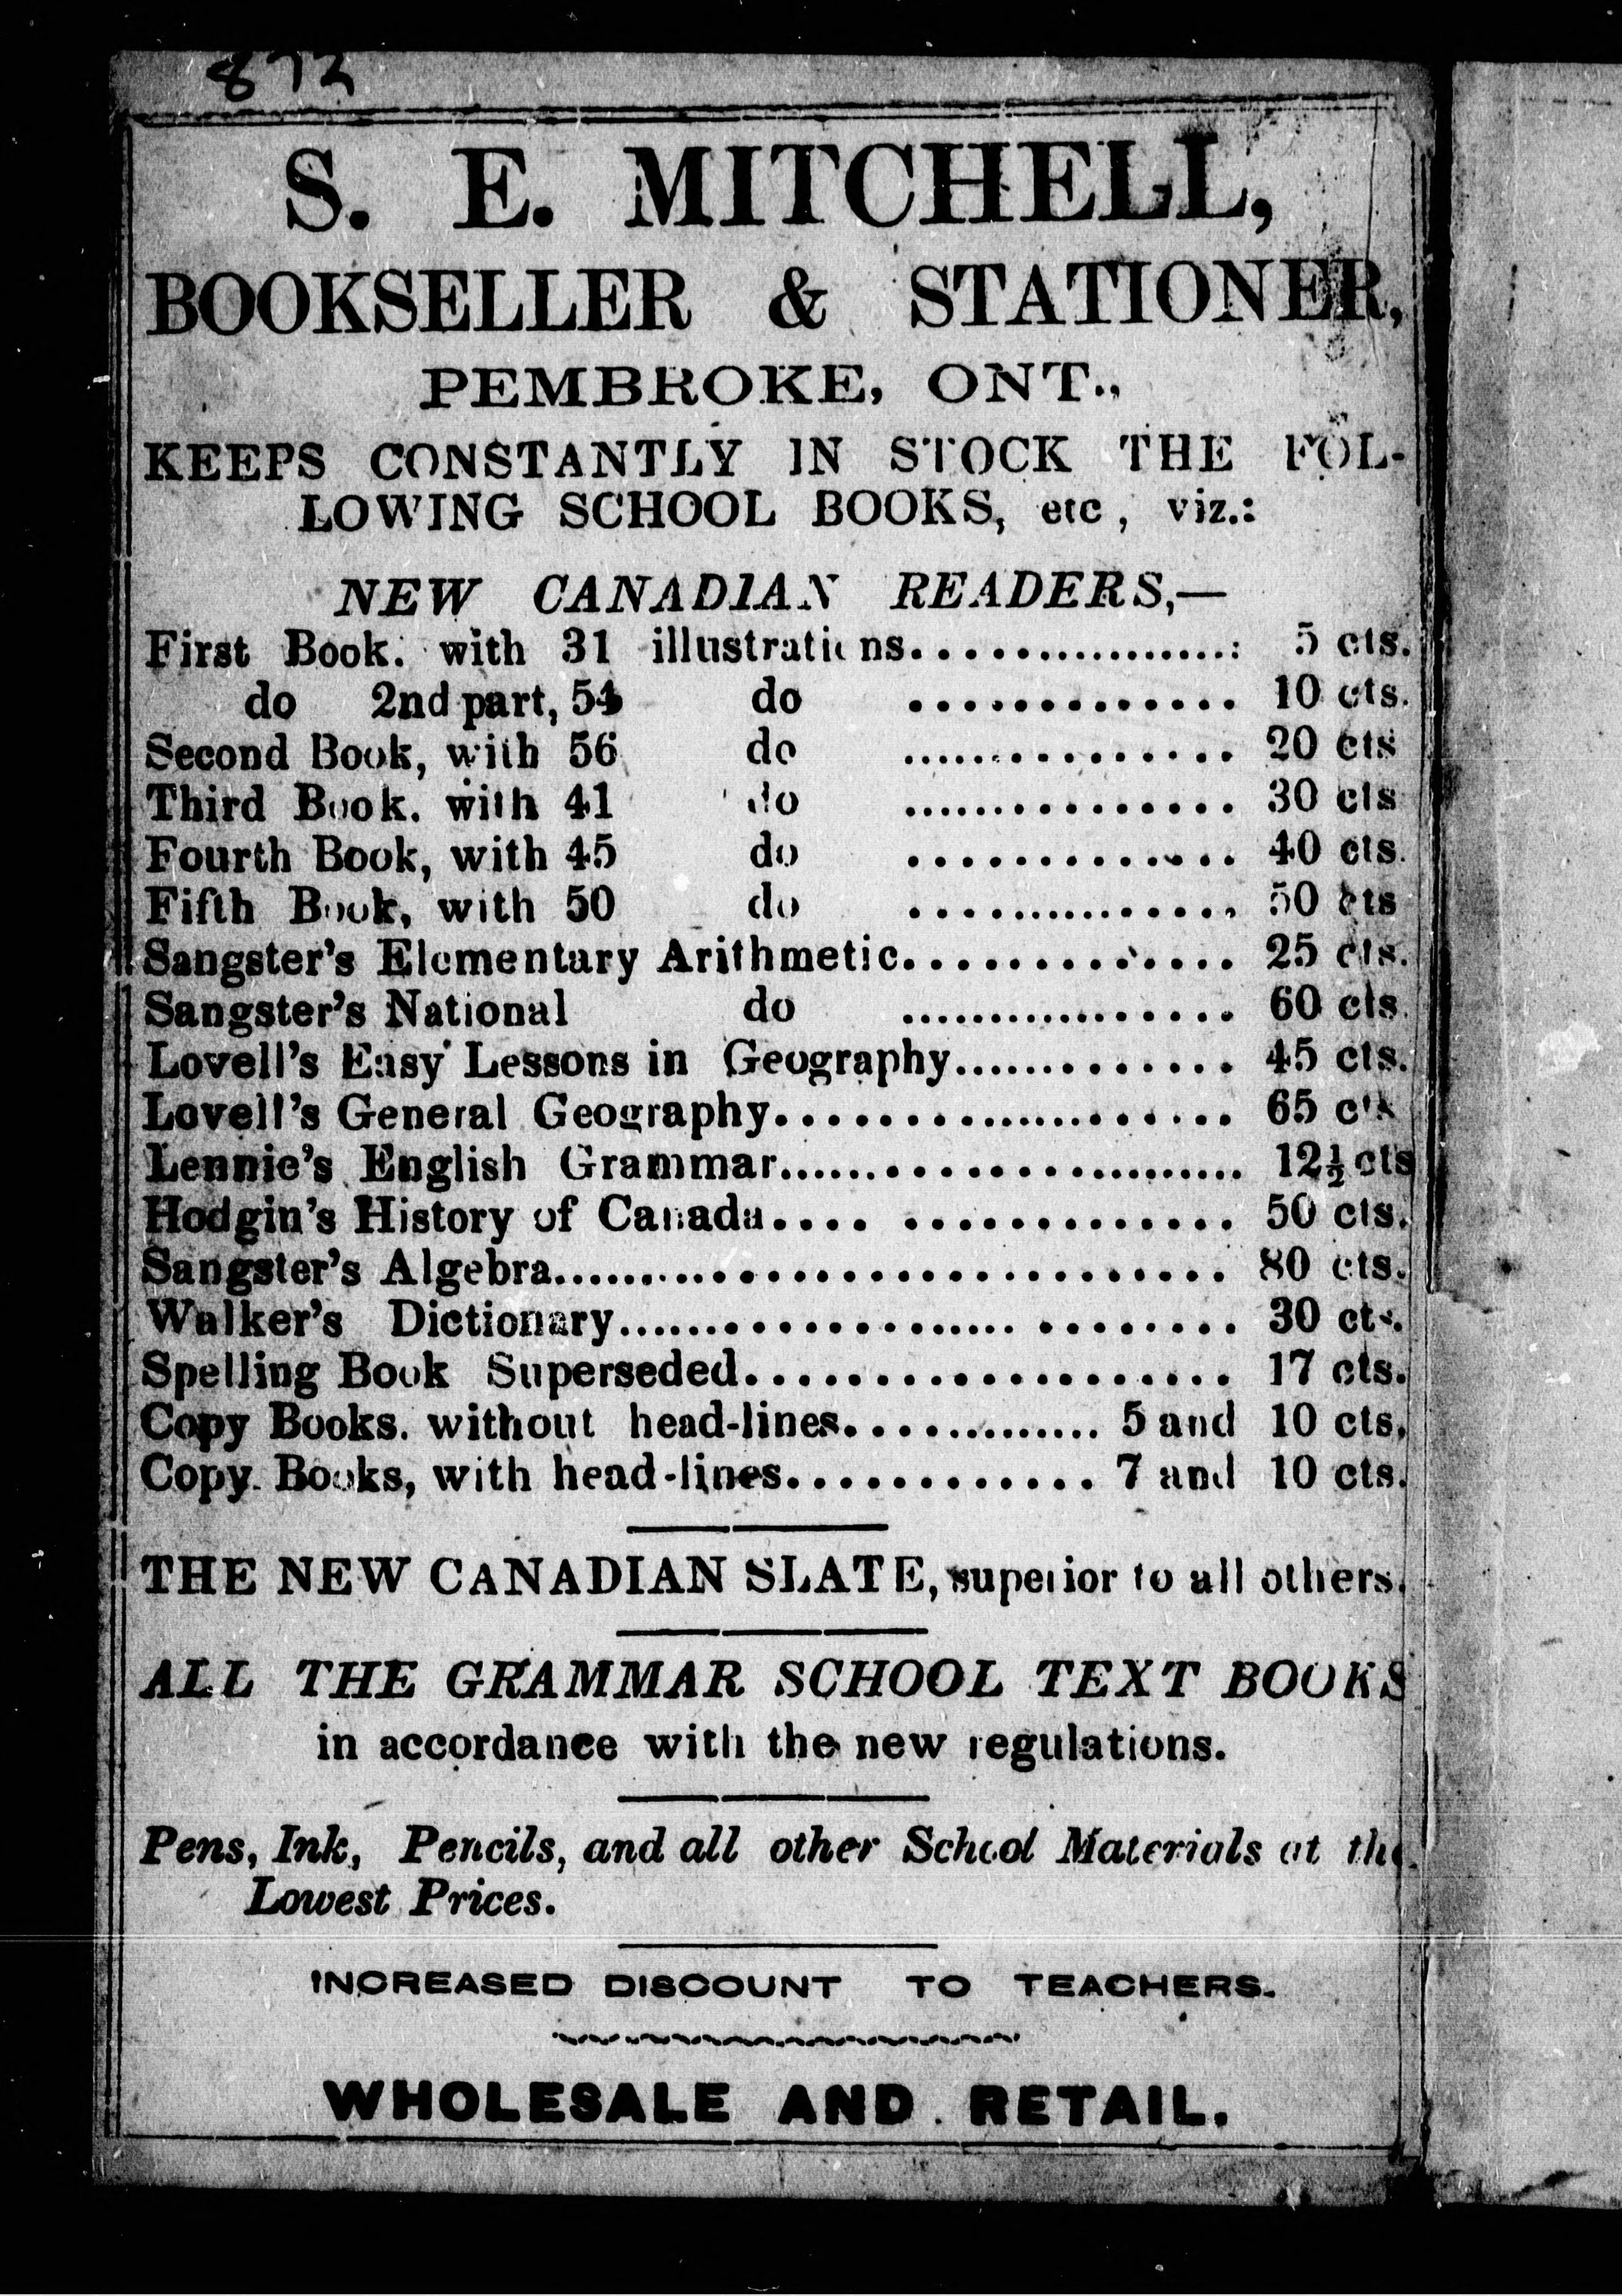 872
S. E. MITCHELL,
BOOKSELLER & STATIONER,
PEMBROKE, ONT.,
KEEPS CONSTANTLY IN STOCK THE FOL-
LOWING SCHOOL BOOKS, etc, viz.:
NEW CANADIAN READERS,—
First Book. with 31 illustrations.................: 5 cts.
do 2nd part, 54 do ............. 10 cts.
Second Book, with 56 do ............... 20 cts
Third Book. with 41 do ............... 30 cts
Fourth Book, with 45 do ............. 40 cts.
Fifth Book, with 50 do ............... 50 cts
Sangster's Elementary Arithmetic............. 25 cts.
Sangster's National do ................. 60 cts.
Lovell's Easy Lessons in Geography............. 45 cts.
Lovell's General Geography................... 65 cts
Lennie's English Grammar........................ 12½ cts
Hodgin's History of Canada.... ............. 50 cts.
Sangster's Algebra.............................. 80 cts.
Walker's Dictionary.................... ........ 30 cts.
Spelling Book Superseded................... 17 cts.
Copy Books. without head-lines............. 5 and 10 cts.
Copy Books, with head-lines............ 7 and 10 cts.
THE NEW CANADIAN SLATE, superior to all others.
ALL THE GRAMMAR SCHOOL TEXT BOOKS
in accordance with the new regulations.
Pens, Ink, Pencils, and all other School Materials at the
Lowest Prices.
INCREASED DISCOUNT TO TEACHERS.
WHOLESALE AND RETAIL.